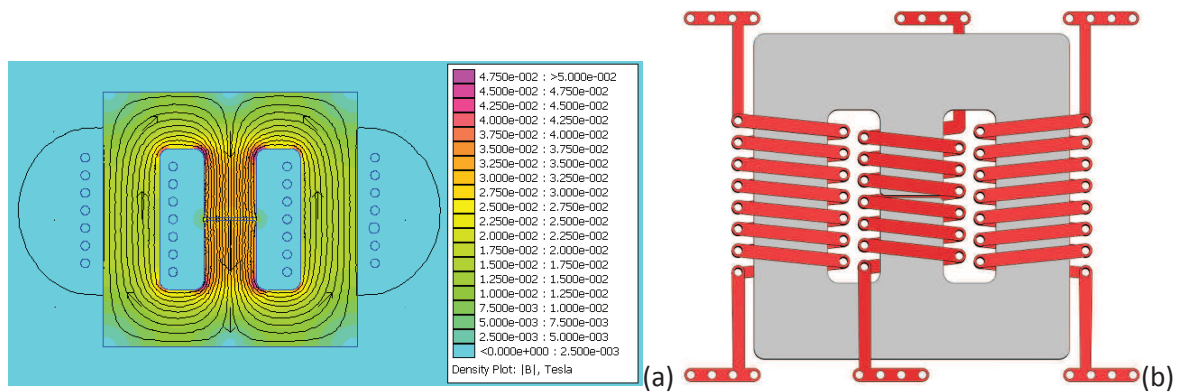 4.750e-002 : >5.000e-002
4.500e-002 : 4.750e-002
4.250e-002 : 4.500e-002
4.000e-002 : 4.250e-002
3.750e-002 : 4.000e-002
3.500e-002 : 3.750e-002
3.250e-002 : 3.500e-002
3.000e-002 : 3.250e-002
2.750e-002 : 3.000e-002
2.500e-002 : 2.750e-002
2.250e-002 : 2.500e-002
2.000e-002 : 2.250e-002
1.750e-002 : 2.000e-002
1.500e-002 : 1.750e-002
1.250e-002 : 1.500e-002
1.000e-002 : 1.250e-002
7.500e-003 : 1.000e-002
5.000e-003 : 7.500e-003
2.500e-003 : 5.000e-003
<0.000e+000 : 2.500e-003
Density Plot: |B|, Tesla
(a)
(b)